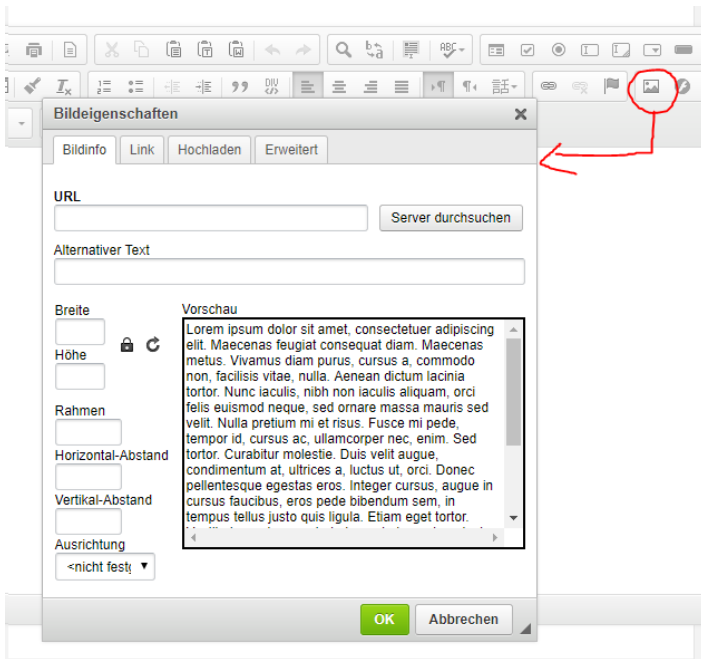 ABC
DIV
話
Bildeigenschaften
Bildinfo
Link
Hochladen
Erweitert
URL
Server durchsuchen
Alternativer Text
Breite
Vorschau
Höhe
Rahmen
Horizontal-Abstand
Vertikal-Abstand
Ausrichtung
<nicht festg
Lorem ipsum dolor sit amet, consectetuer adipiscing
elit. Maecenas feugiat consequat diam. Maecenas
metus. Vivamus diam purus, cursus a, commodo
non, facilisis vitae, nulla. Aenean dictum lacinia
tortor. Nunc iaculis, nibh non iaculis aliquam, orci
felis euismod neque, sed ornare massa mauris sed
velit. Nulla pretium mi et risus. Fusce mi pede,
tempor id, cursus ac, ullamcorper nec, enim. Sed
tortor. Curabitur molestie. Duis velit augue,
condimentum at, ultrices a, luctus ut, orci. Donec
pellentesque egestas eros. Integer cursus, augue in
cursus faucibus, eros pede bibendum sem, in
tempus tellus justo quis ligula. Etiam eget tortor.
OK
Abbrechen